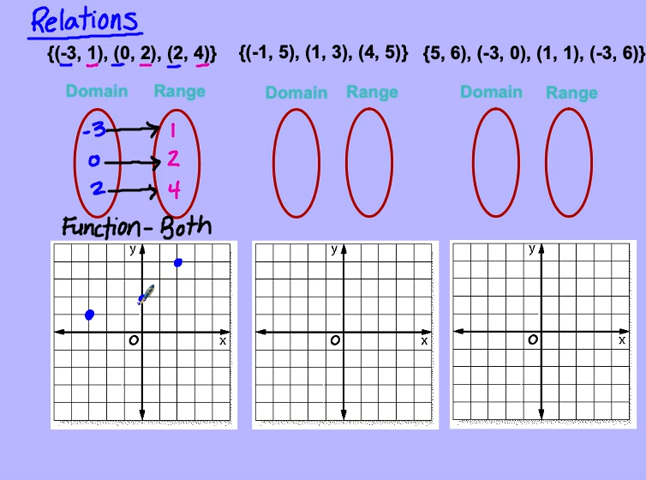 Relations
{(-3, 1), (0, 2), (2, 4)} {(-1, 5), (1, 3), (4, 5)} {5, 6), (-3, 0), (1, 1), (-3, 6)}
Domain Range Domain Range Domain Range
-3 1
0 2
2 4
Function - Both
y y y
O x O x O x